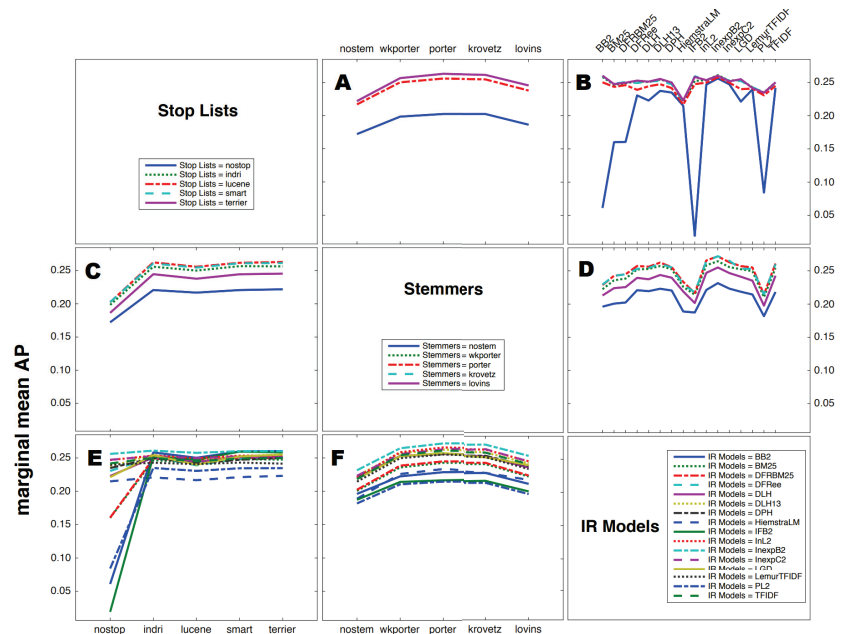 nostem wkporter porter krovetz lovins
BB2 BM25 DFRBM25 DFRee DLH DLH13 DPH HiemstraLM IFB2 InL2 InexpB2 InexpC2 LGD LemurTFIDF PL2 TFIDF
Stop Lists
Stop Lists = nostop
Stop Lists = indri
Stop Lists = lucene
Stop Lists = smart
Stop Lists = terrier
A
B
0.25
0.20
0.15
0.10
0.05
C
0.25
0.20
0.15
0.10
0.05
Stemmers
Stemmers = nostem
Stemmers = wkporter
Stemmers = porter
Stemmers = krovetz
Stemmers = lovins
D
0.25
0.20
0.15
0.10
0.05
marginal mean AP
E
0.25
0.20
0.15
0.10
0.05
nostop indri lucene smart terrier
F
nostem wkporter porter krovetz lovins
IR Models
IR Models = BB2
IR Models = BM25
IR Models = DFRBM25
IR Models = DFRee
IR Models = DLH
IR Models = DLH13
IR Models = DPH
IR Models = HiemstraLM
IR Models = IFB2
IR Models = InL2
IR Models = InexpB2
IR Models = InexpC2
IR Models = LGD
IR Models = LemurTFIDF
IR Models = PL2
IR Models = TFIDF